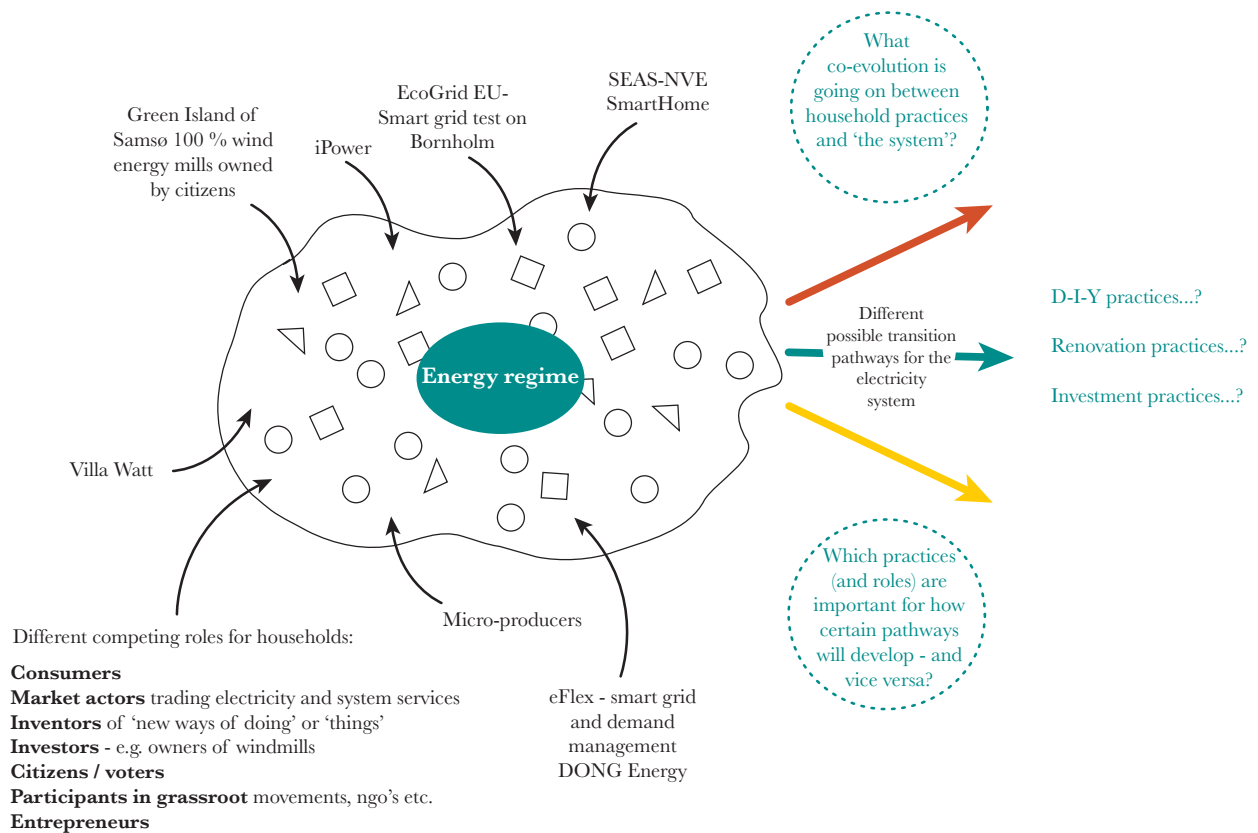 What
co-evolution is
going on between
household practices
and ‘the system’?
SEAS-NVE
SmartHome
EcoGrid EU-
Smart grid test on
Bornholm
Green Island of
Samsø 100 % wind
energy mills owned
by citizens
iPower
D-I-Y practices...?
Renovation practices...?
Investment practices...?
Different
possible transition
pathways for the
electricity
system
Energy regime
Villa Watt
Which practices
(and roles) are
important for how
certain pathways
will develop - and
vice versa?
Micro-producers
Different competing roles for households:
Consumers
Market actors trading electricity and system services
Inventors of ‘new ways of doing’ or ‘things’
Investors - e.g. owners of windmills
Citizens / voters
Participants in grassroot movements, ngo’s etc.
Entrepreneurs
eFlex - smart grid
and demand
management
DONG Energy